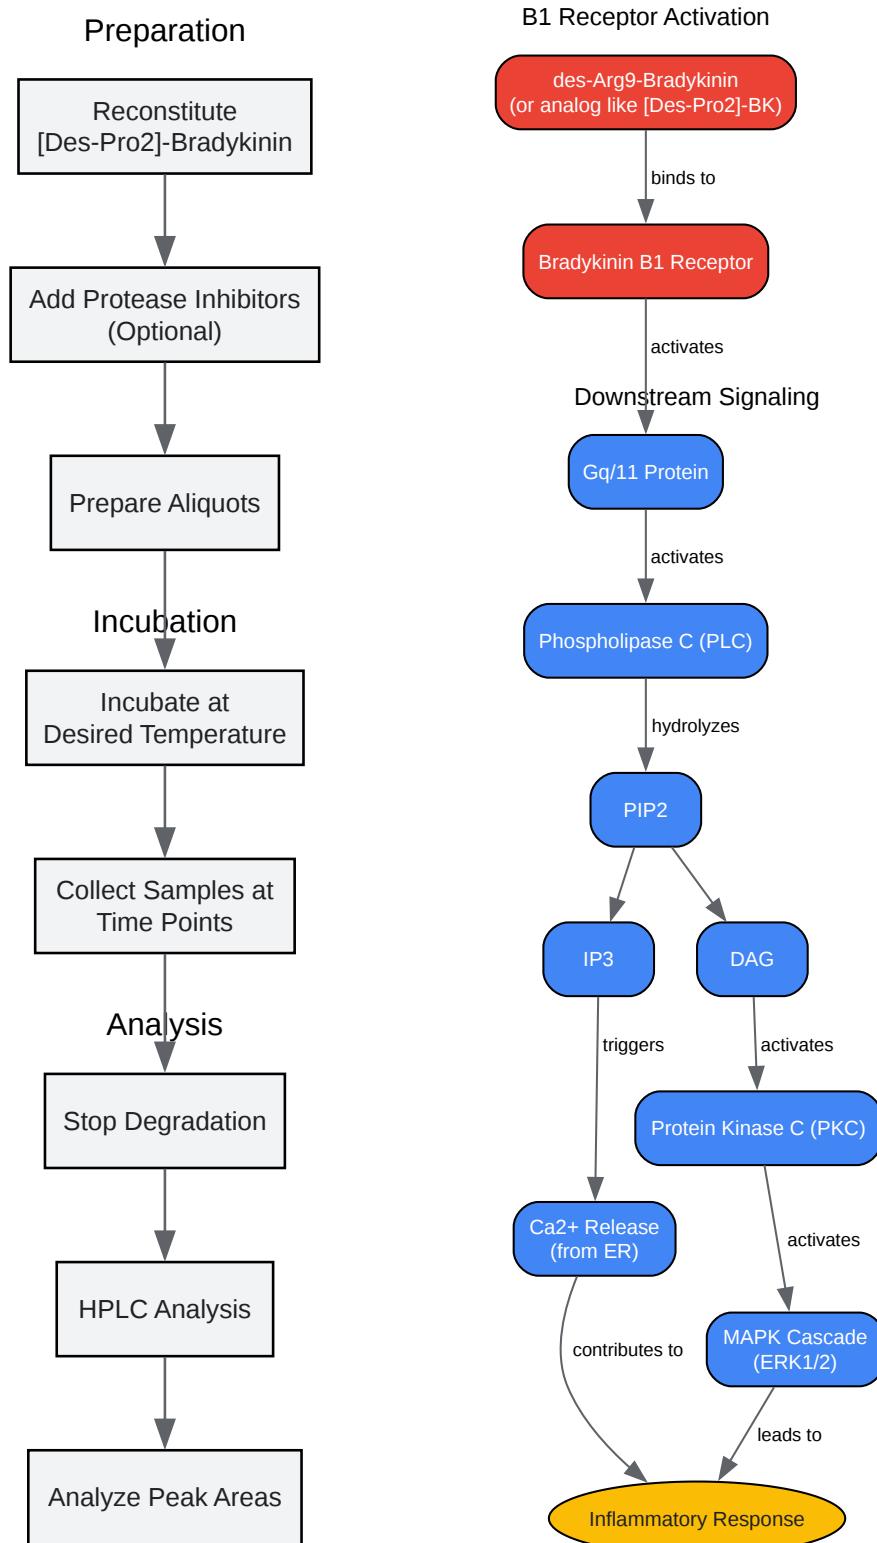 Preparation
Reconstitute
[Des-Pro2]-Bradykinin
Add Protease Inhibitors
(Optional)
Prepare Aliquots
Incubation
Incubate at
Desired Temperature
Collect Samples at
Time Points
Analysis
Stop Degradation
HPLC Analysis
Analyze Peak Areas
B1 Receptor Activation
des-Arg9-Bradykinin
(or analog like [Des-Pro2]-BK)
binds to
Bradykinin B1 Receptor
activates
Downstream Signaling
Gq/11 Protein
activates
Phospholipase C (PLC)
hydrolyzes
PIP2
IP3
DAG
triggers
activates
Protein Kinase C (PKC)
Ca2+ Release
(from ER)
activates
MAPK Cascade
(ERK1/2)
contributes to
leads to
Inflammatory Response